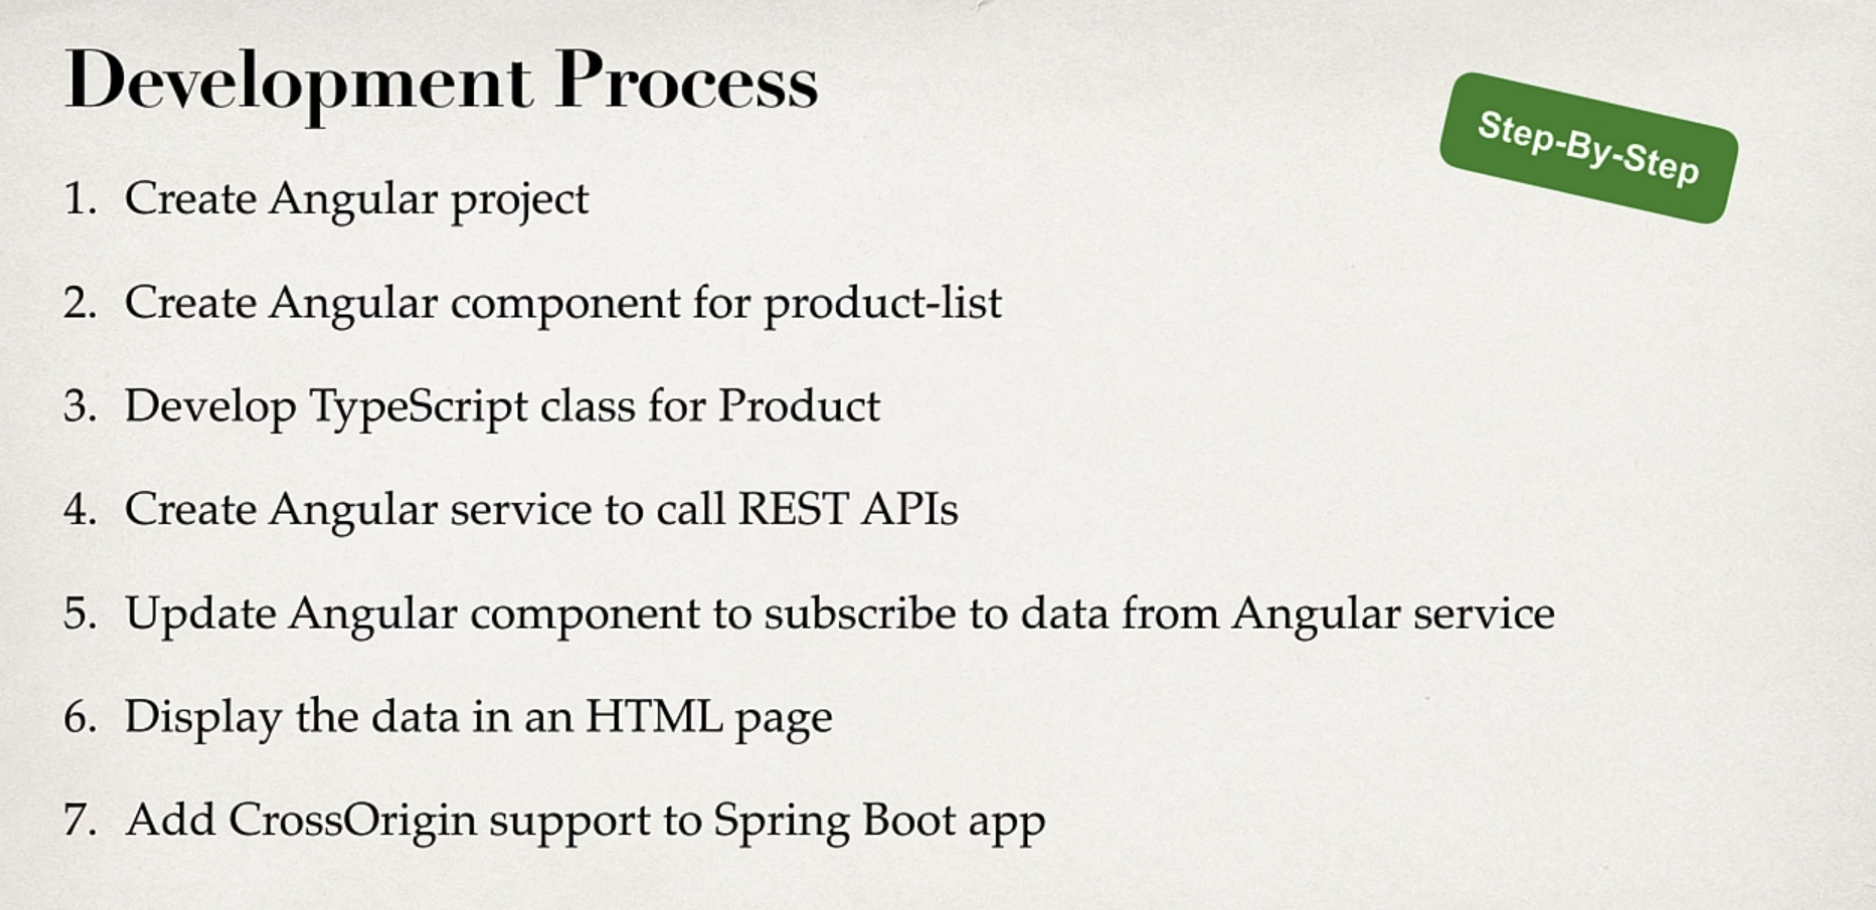 Development Process
Step-By-Step
1. Create Angular project
2. Create Angular component for product-list
3. Develop TypeScript class for Product
4. Create Angular service to call REST APIs
5. Update Angular component to subscribe to data from Angular service
6. Display the data in an HTML page
7. Add CrossOrigin support to Spring Boot app